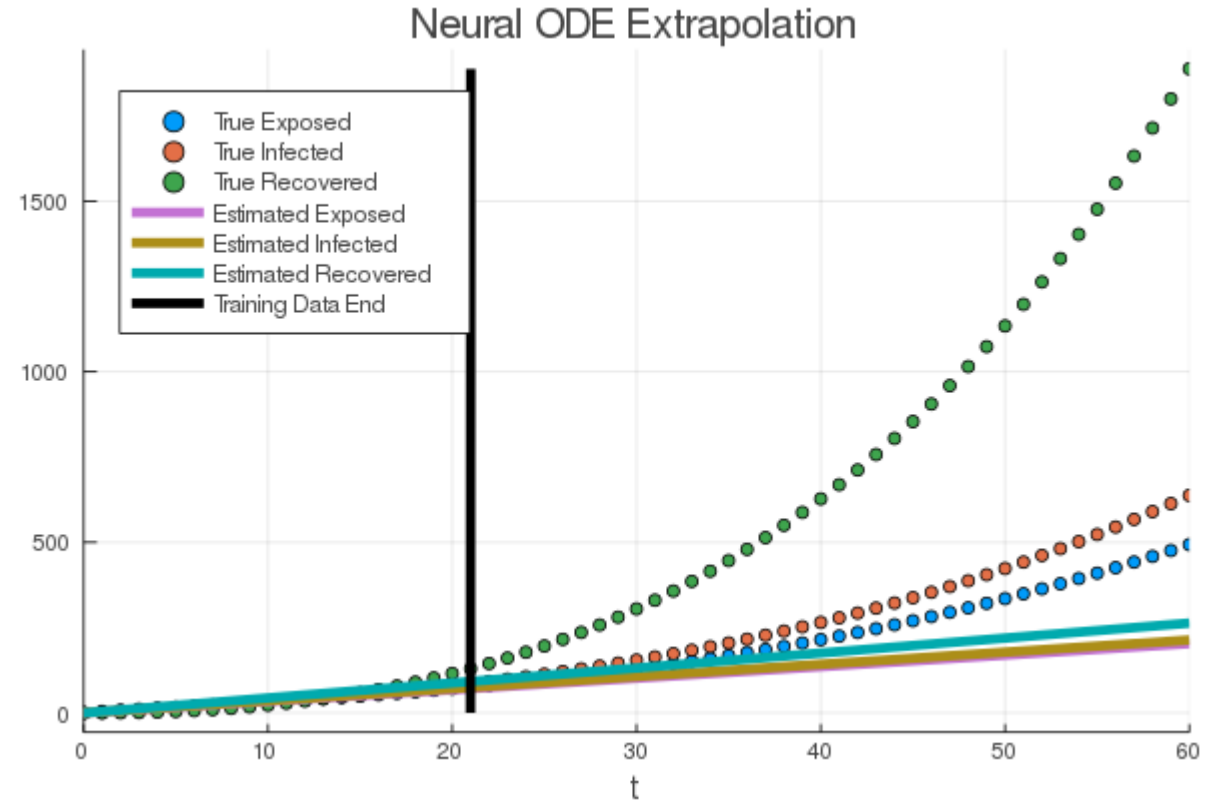 Neural ODE Extrapolation
True Exposed
True Infected
True Recovered
Estimated Exposed
Estimated Infected
Estimated Recovered
Training Data End
1500
1000
500
0
0 10 20 30 40 50 60
t